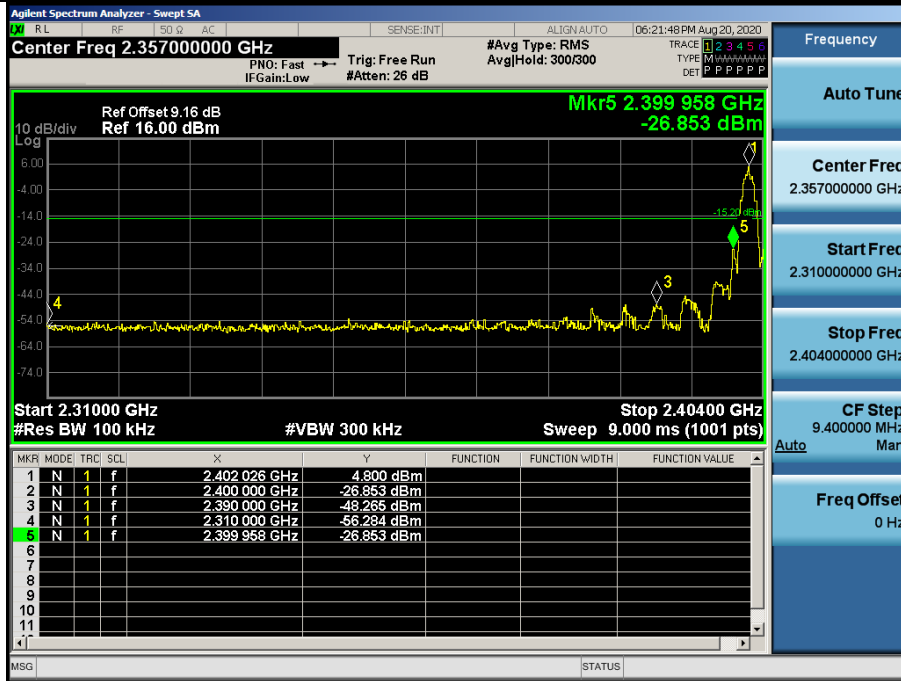 Agilent Spectrum Analyzer - Swept SA
LXI RL RF 50 Ω AC SENSE:INT ALIGN AUTO 06:21:48 PM Aug 20, 2020
Center Freq 2.357000000 GHz
PNO: Fast
IFGain:Low
Trig: Free Run
#Atten: 26 dB
#Avg Type: RMS
Avg|Hold: 300/300
TRACE 1 2 3 4 5 6
TYPE M
DET P P P P P P
Ref Offset 9.16 dB
Ref 16.00 dBm
10 dB/div
Log
Mkr5 2.399 958 GHz
-26.853 dBm
6.00
-4.00
-14.0
-24.0
-34.0
-44.0
-54.0
-64.0
-74.0
1
-15.20 dBm
5
3
4
Start 2.31000 GHz Stop 2.40400 GHz
#Res BW 100 kHz #VBW 300 kHz Sweep 9.000 ms (1001 pts)
MKR MODE TRC SCL X Y FUNCTION FUNCTION WIDTH FUNCTION VALUE
1 N 1 f 2.402 026 GHz 4.800 dBm
2 N 1 f 2.400 000 GHz -26.853 dBm
3 N 1 f 2.390 000 GHz -48.265 dBm
4 N 1 f 2.310 000 GHz -56.284 dBm
5 N 1 f 2.399 958 GHz -26.853 dBm
6
7
8
9
10
11
MSG STATUS
Frequency
Auto Tune
Center Freq
2.357000000 GHz
Start Freq
2.310000000 GHz
Stop Freq
2.404000000 GHz
CF Step
9.400000 MHz
Auto Man
Freq Offset
0 Hz